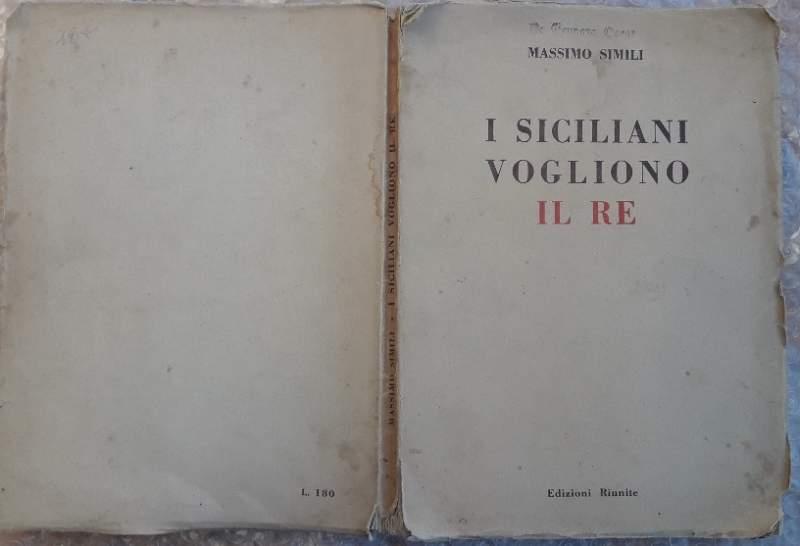 MASSIMO SIMILI
I SICILIANI
VOGLIONO
IL RE
Edizioni Riunite
MASSIMO SIMILI - I SICILIANI VOGLIONO IL RE
L. 180